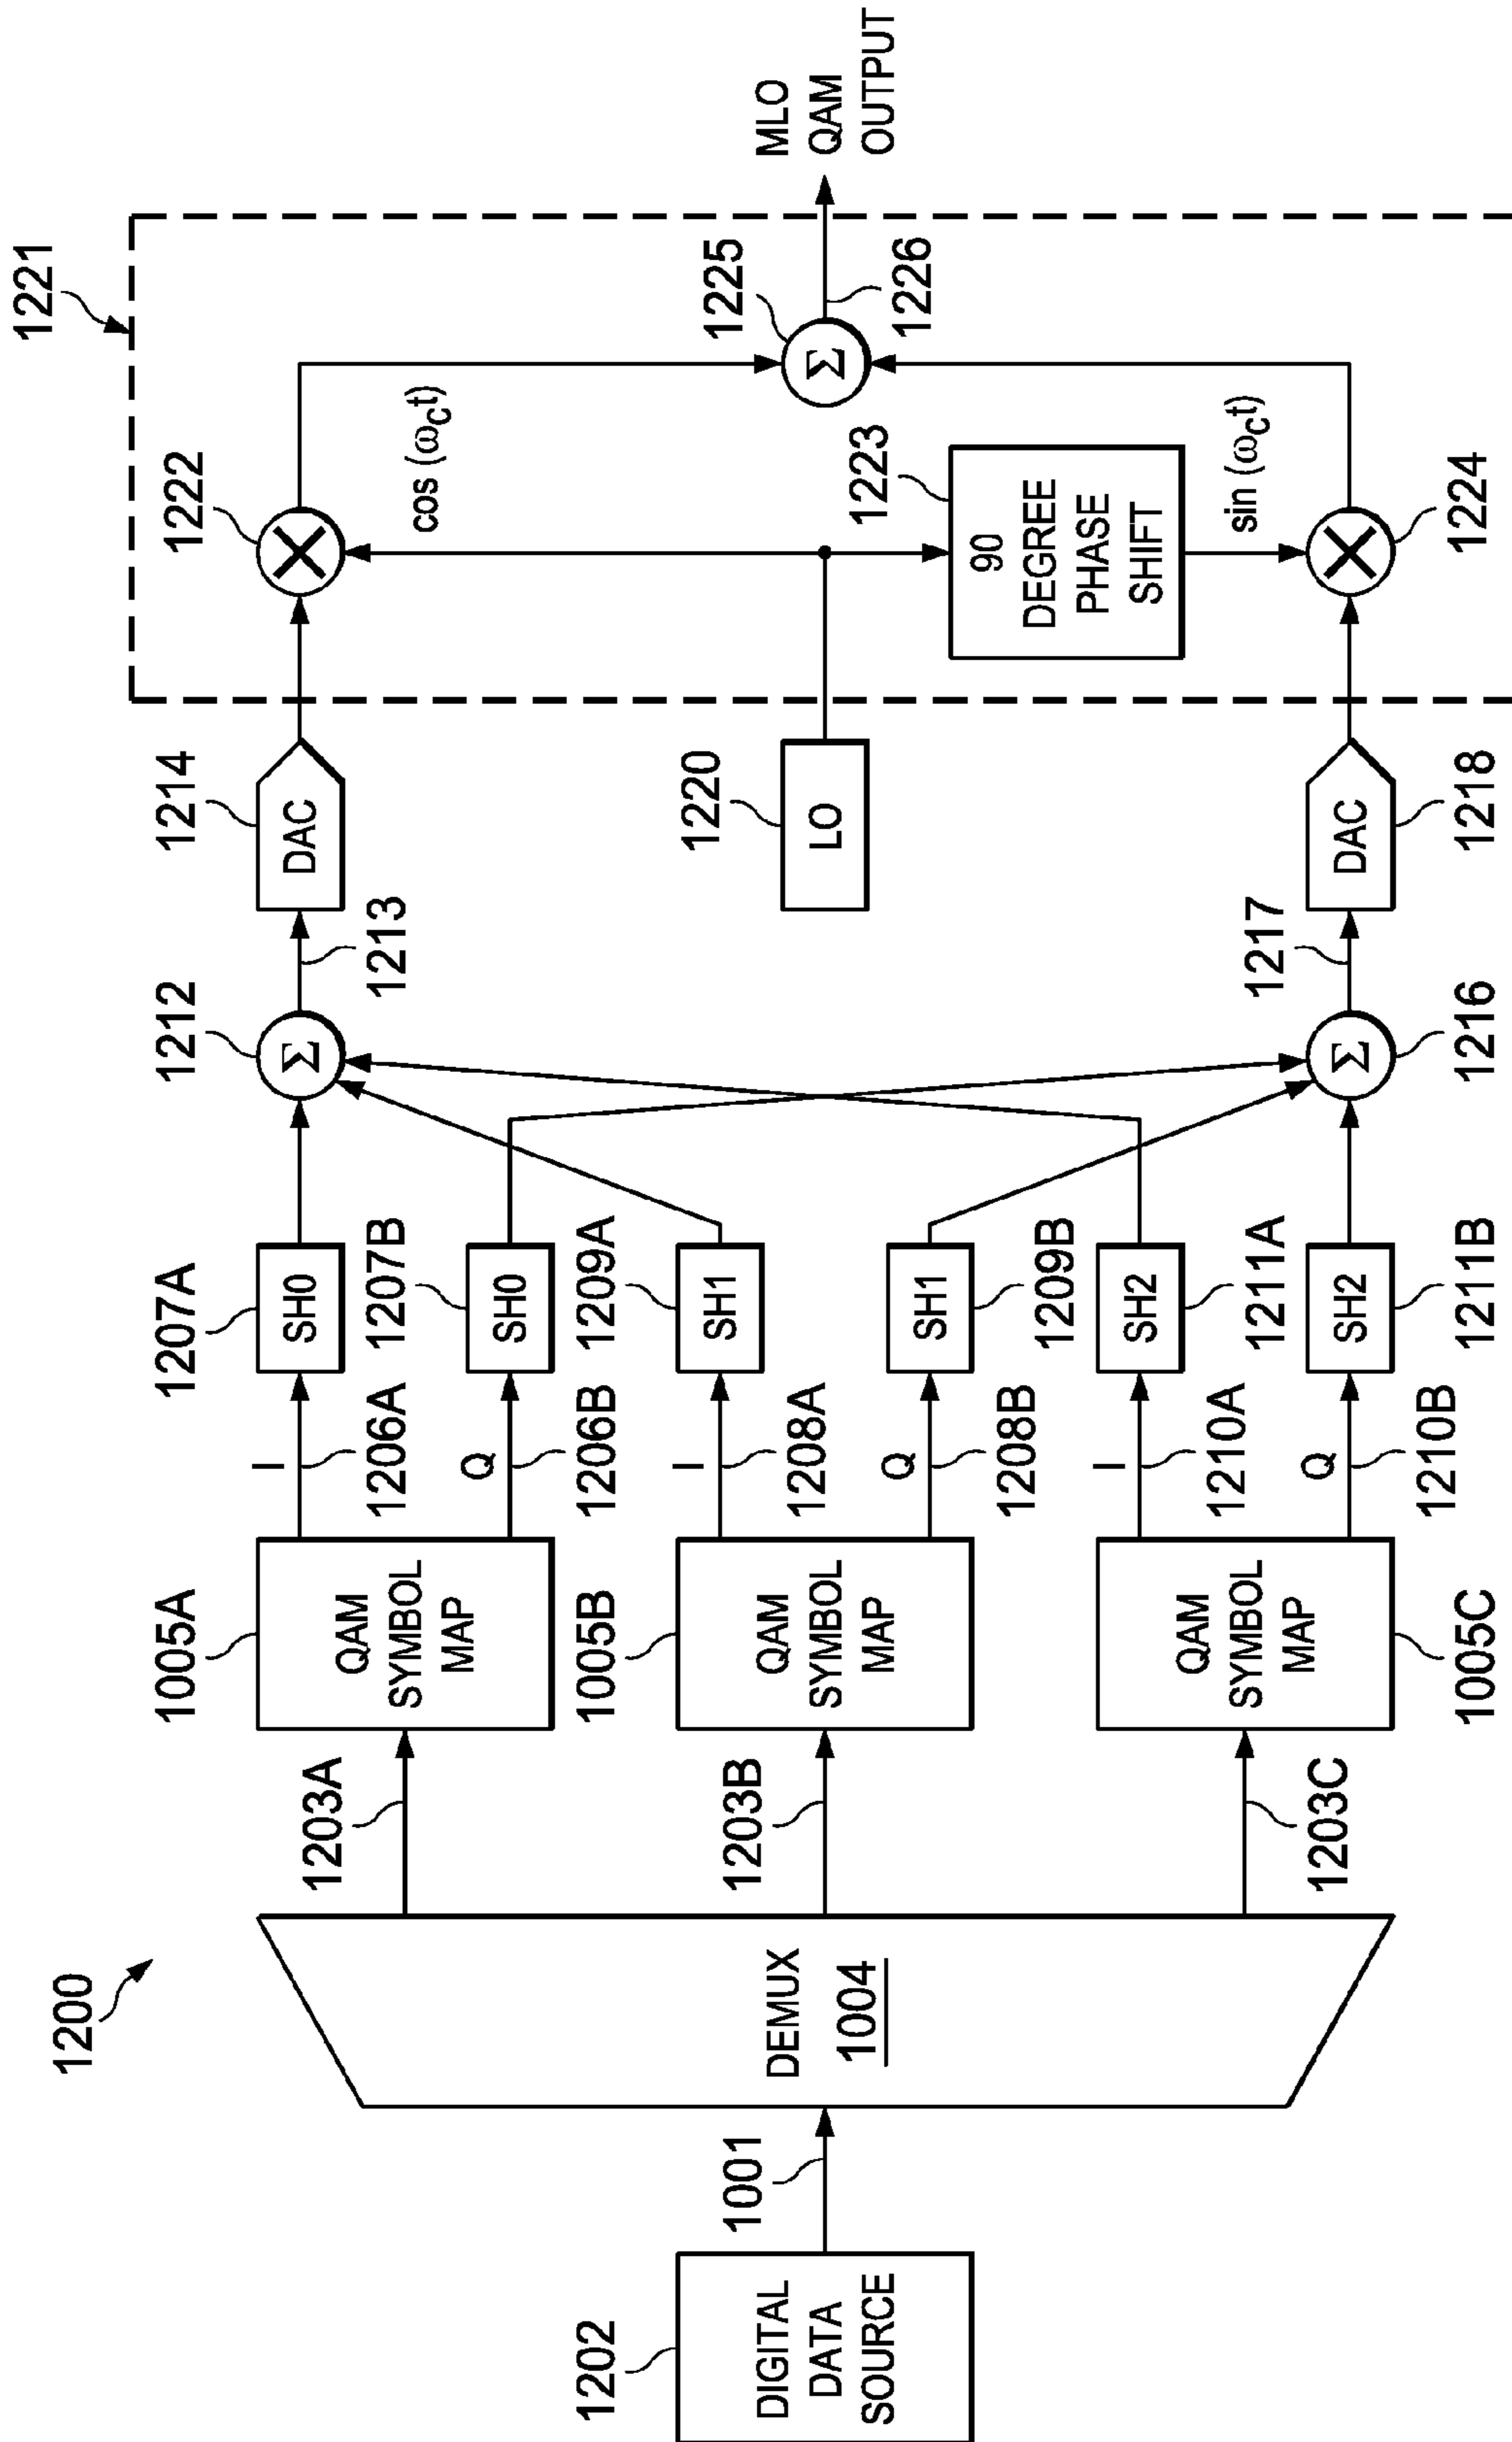 1200
1202
DIGITAL
DATA
SOURCE
1001
DEMUX
1004
1203A
1203B
1203C
1005A
QAM
SYMBOL
MAP
1005B
QAM
SYMBOL
MAP
QAM
SYMBOL
MAP
1005C
I
1206A
Q
1206B
I
1208A
Q
1208B
I
1210A
Q
1210B
1207A
SH0
1207B
SH0
1209A
SH1
SH1
1209B
SH2
1211A
SH2
1211B
1212
Σ
1213
Σ
1216
1217
1214
DAC
1220
LO
DAC
1218
1221
1222
cos (ωct)
1223
90
DEGREE
PHASE
SHIFT
sin (ωct)
1224
1225
Σ
1226
MLO
QAM
OUTPUT